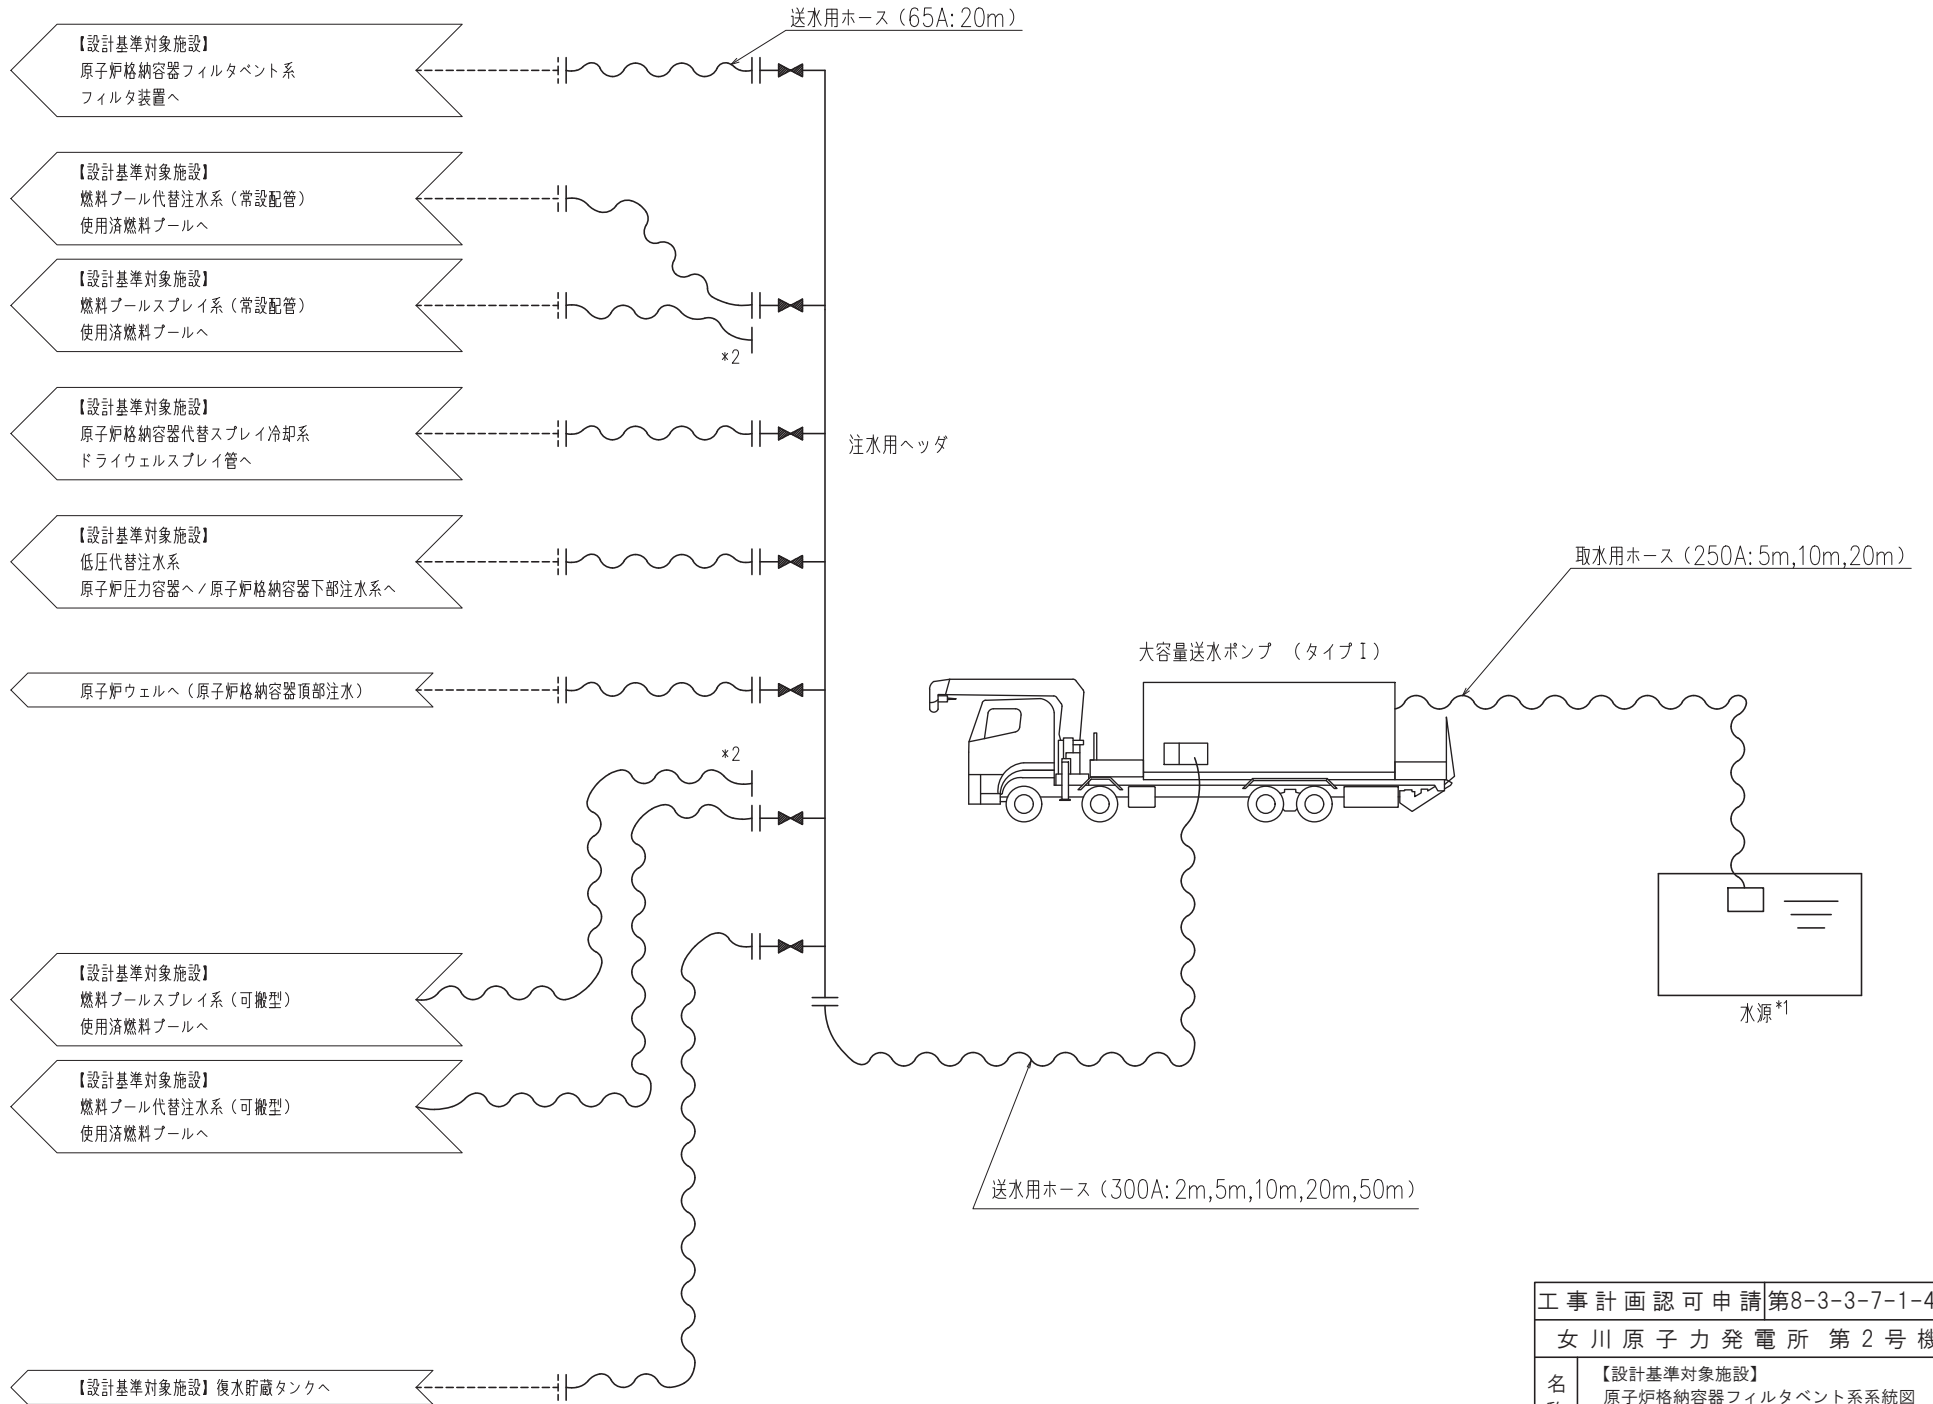 送水用ホース（65A:20m）
【設計基準対象施設】
原子炉格納容器フィルタベント系
フィルタ装置へ
【設計基準対象施設】
燃料プール代替注水系（常設配管）
使用済燃料プールへ
【設計基準対象施設】
燃料プールスプレイ系（常設配管）
使用済燃料プールへ
*2
【設計基準対象施設】
原子炉格納容器代替スプレイ冷却系
ドライウェルスプレイ管へ
注水用ヘッダ
【設計基準対象施設】
低圧代替注水系
原子炉圧力容器へ／原子炉格納容器下部注水系へ
取水用ホース（250A:5m,10m,20m）
大容量送水ポンプ （タイプⅠ）
原子炉ウェルへ（原子炉格納容器頂部注水）
*2
【設計基準対象施設】
燃料プールスプレイ系（可搬型）
使用済燃料プールへ
水源*1
【設計基準対象施設】
燃料プール代替注水系（可搬型）
使用済燃料プールへ
送水用ホース（300A:2m,5m,10m,20m,50m）
【設計基準対象施設】復水貯蔵タンクへ
工事計画認可申請 第8-3-3-7-1-4
女川原子力発電所 第2号機
名
【設計基準対象施設】
原子炉格納容器フィルタベント系系統図